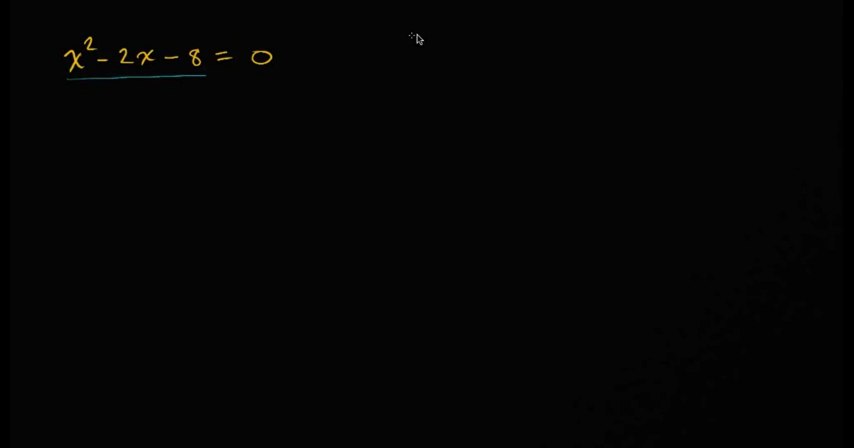 x² - 2x - 8 = 0